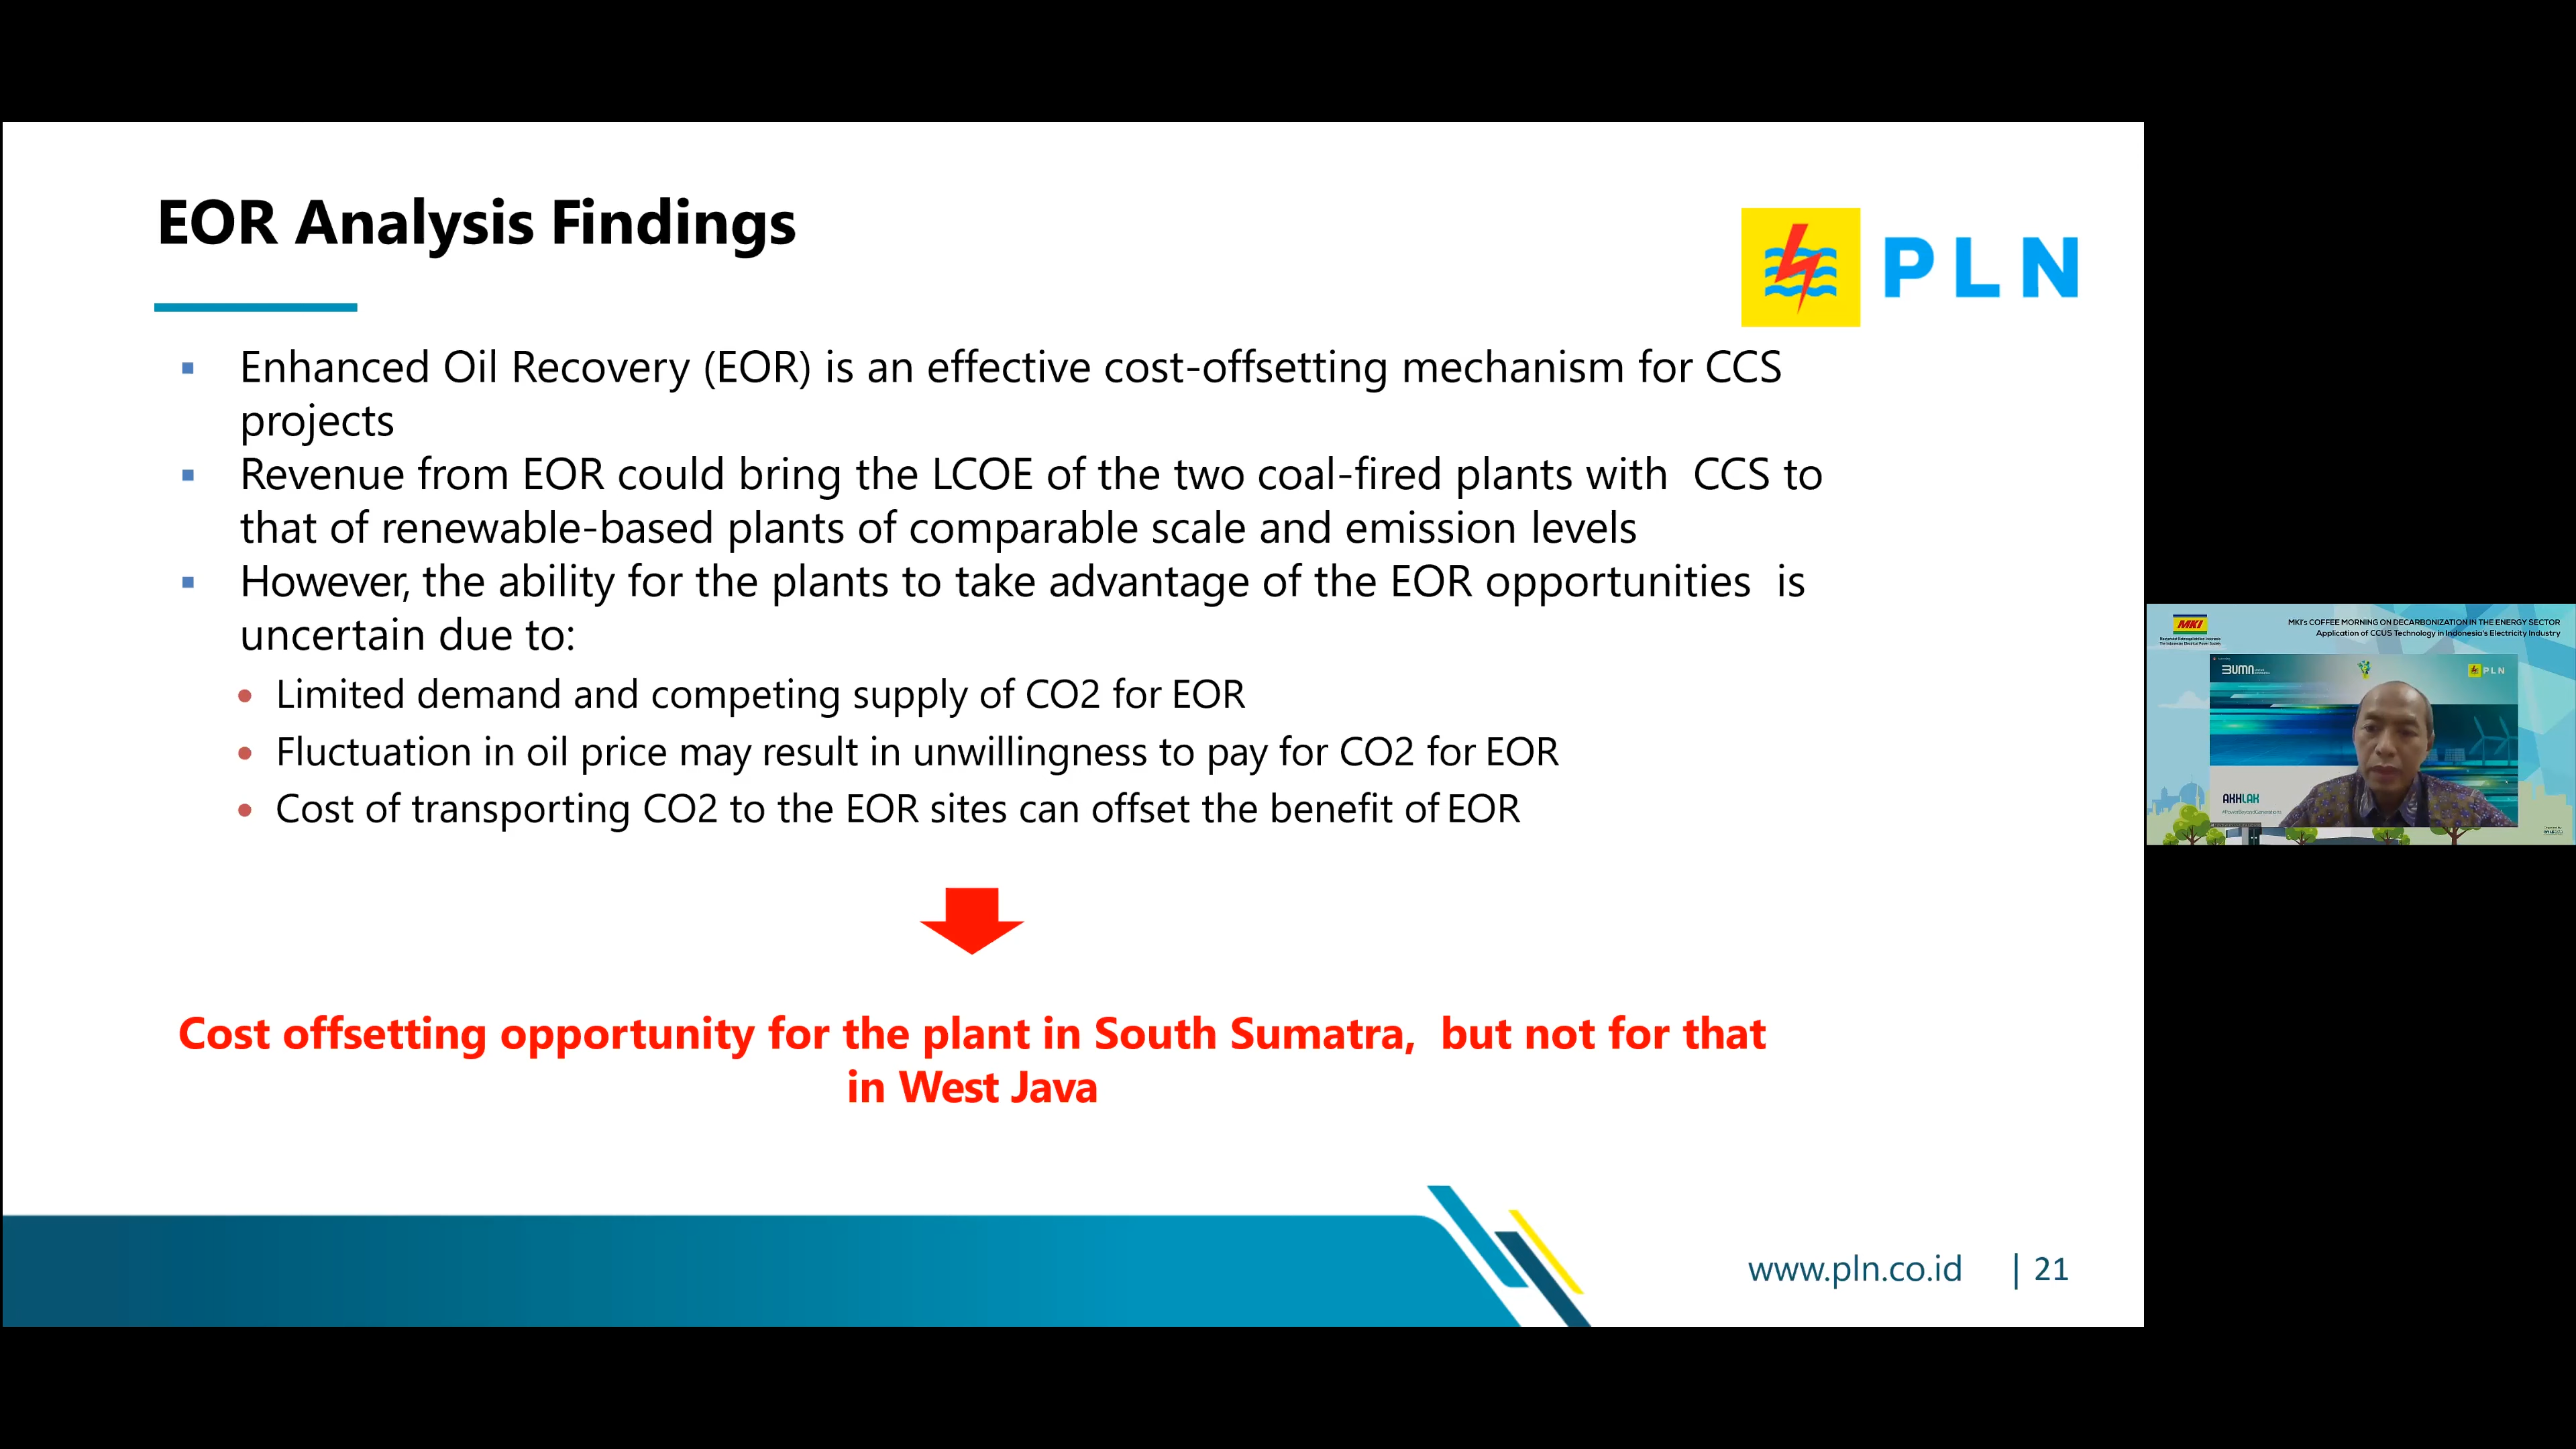 EOR Analysis Findings
PLN
Enhanced Oil Recovery (EOR) is an effective cost-offsetting mechanism for CCS
projects
Revenue from EOR could bring the LCOE of the two coal-fired plants with CCS to
that of renewable-based plants of comparable scale and emission levels
However, the ability for the plants to take advantage of the EOR opportunities is
uncertain due to:
Limited demand and competing supply of CO2 for EOR
Fluctuation in oil price may result in unwillingness to pay for CO2 for EOR
Cost of transporting CO2 to the EOR sites can offset the benefit of EOR
Cost offsetting opportunity for the plant in South Sumatra, but not for that
in West Java
www.pln.co.id | 21
MKI
MKI's COFFEE MORNING ON DECARBONIZATION IN THE ENERGY SECTOR
Application of CCUS Technology in Indonesia's Electricity Industry
BUMN
PLN
AKHLAK